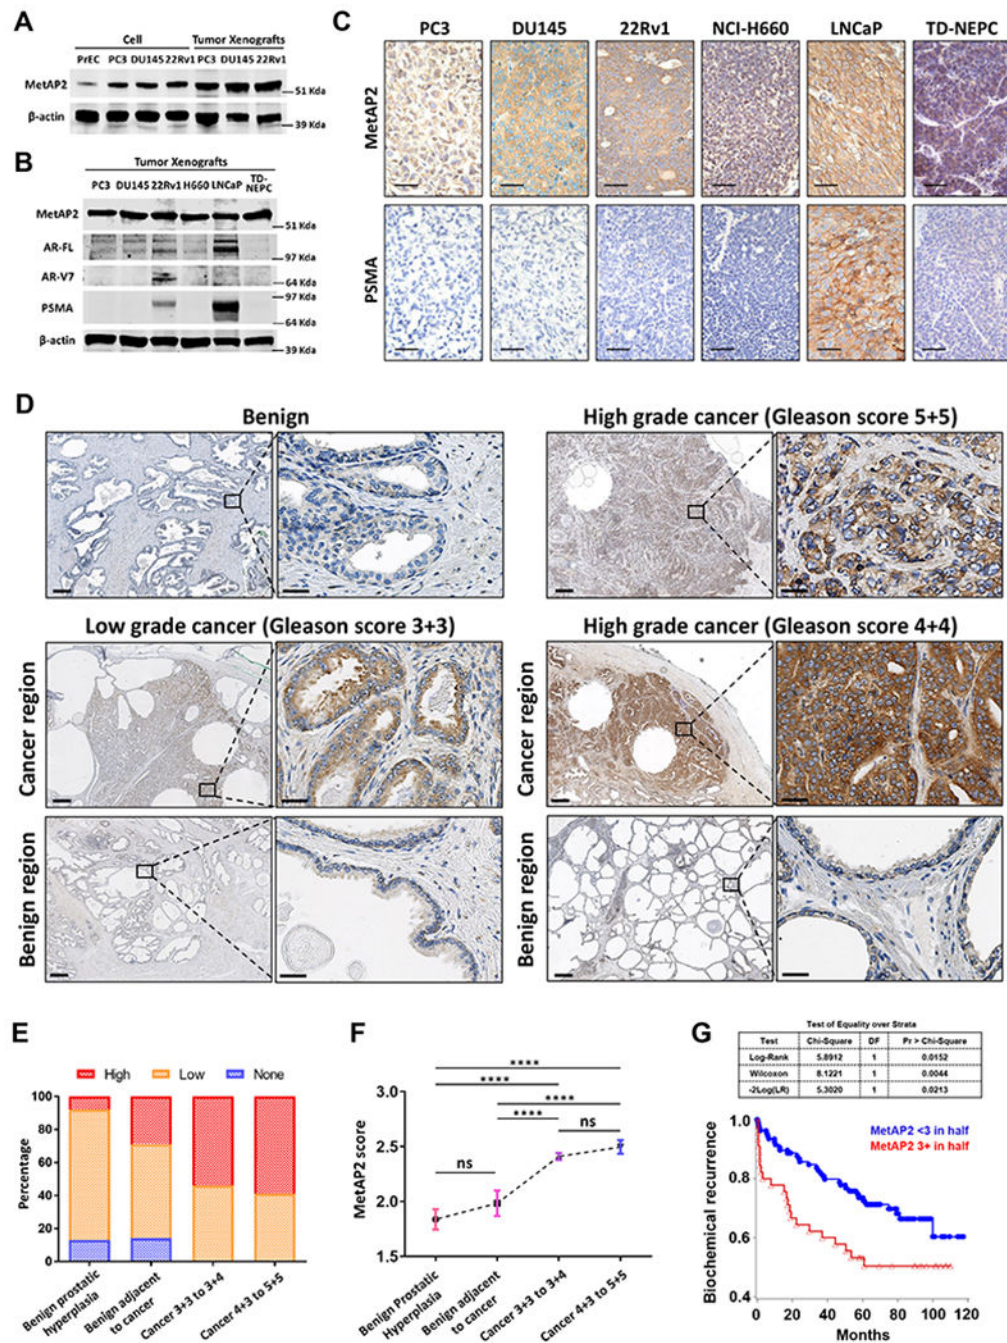 A
Cell
Tumor Xenografts
PrEC PC3 DU145 22Rv1 PC3 DU145 22Rv1
MetAP2
51 Kda
β-actin
39 Kda
B
Tumor Xenografts
PC3 DU145 22Rv1 H660 LNCaP TD-NEPC
MetAP2
51 Kda
AR-FL
97 Kda
AR-V7
64 Kda
PSMA
97 Kda
64 Kda
β-actin
39 Kda
C
PC3 DU145 22Rv1 NCI-H660 LNCaP TD-NEPC
MetAP2
PSMA
D
Benign
High grade cancer (Gleason score 5+5)
Low grade cancer (Gleason score 3+3)
High grade cancer (Gleason score 4+4)
Cancer region
Cancer region
Benign region
Benign region
E
High Low None
Percentage
100
80
60
40
20
0
Benign prostatic
hyperplasia
Benign adjacent
to cancer
Cancer 3+3 to 3+4
Cancer 4+3 to 5+5
F
MetAP2 score
3.0
2.5
2.0
1.5
****
****
****
****
ns
ns
Benign Prostatic
Hyperplasia
Benign adjacent
to cancer
Cancer 3+3 to 3+4
Cancer 4+3 to 5+5
G
Test of Equality over Strata
Test Chi-Square DF Pr > Chi-Square
Log-Rank 5.8912 1 0.0152
Wilcoxon 8.1221 1 0.0044
-2Log(LR) 5.3020 1 0.0213
MetAP2 <3 in half
MetAP2 3+ in half
Biochemical recurrence
1.0
0.8
0.6
0.4
0 20 40 60 80 100 120
Months